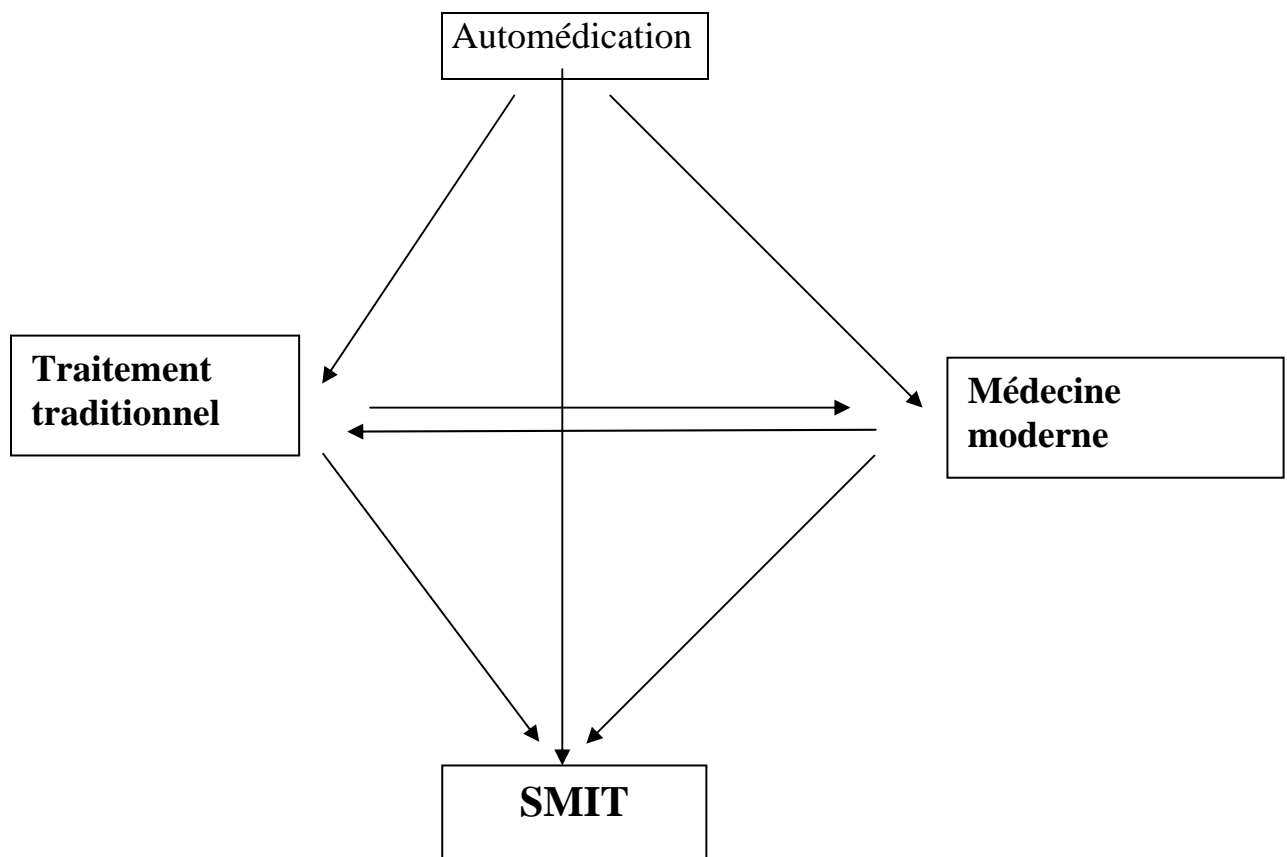 Automédication
Traitement
traditionnel
Médecine
moderne
SMIT